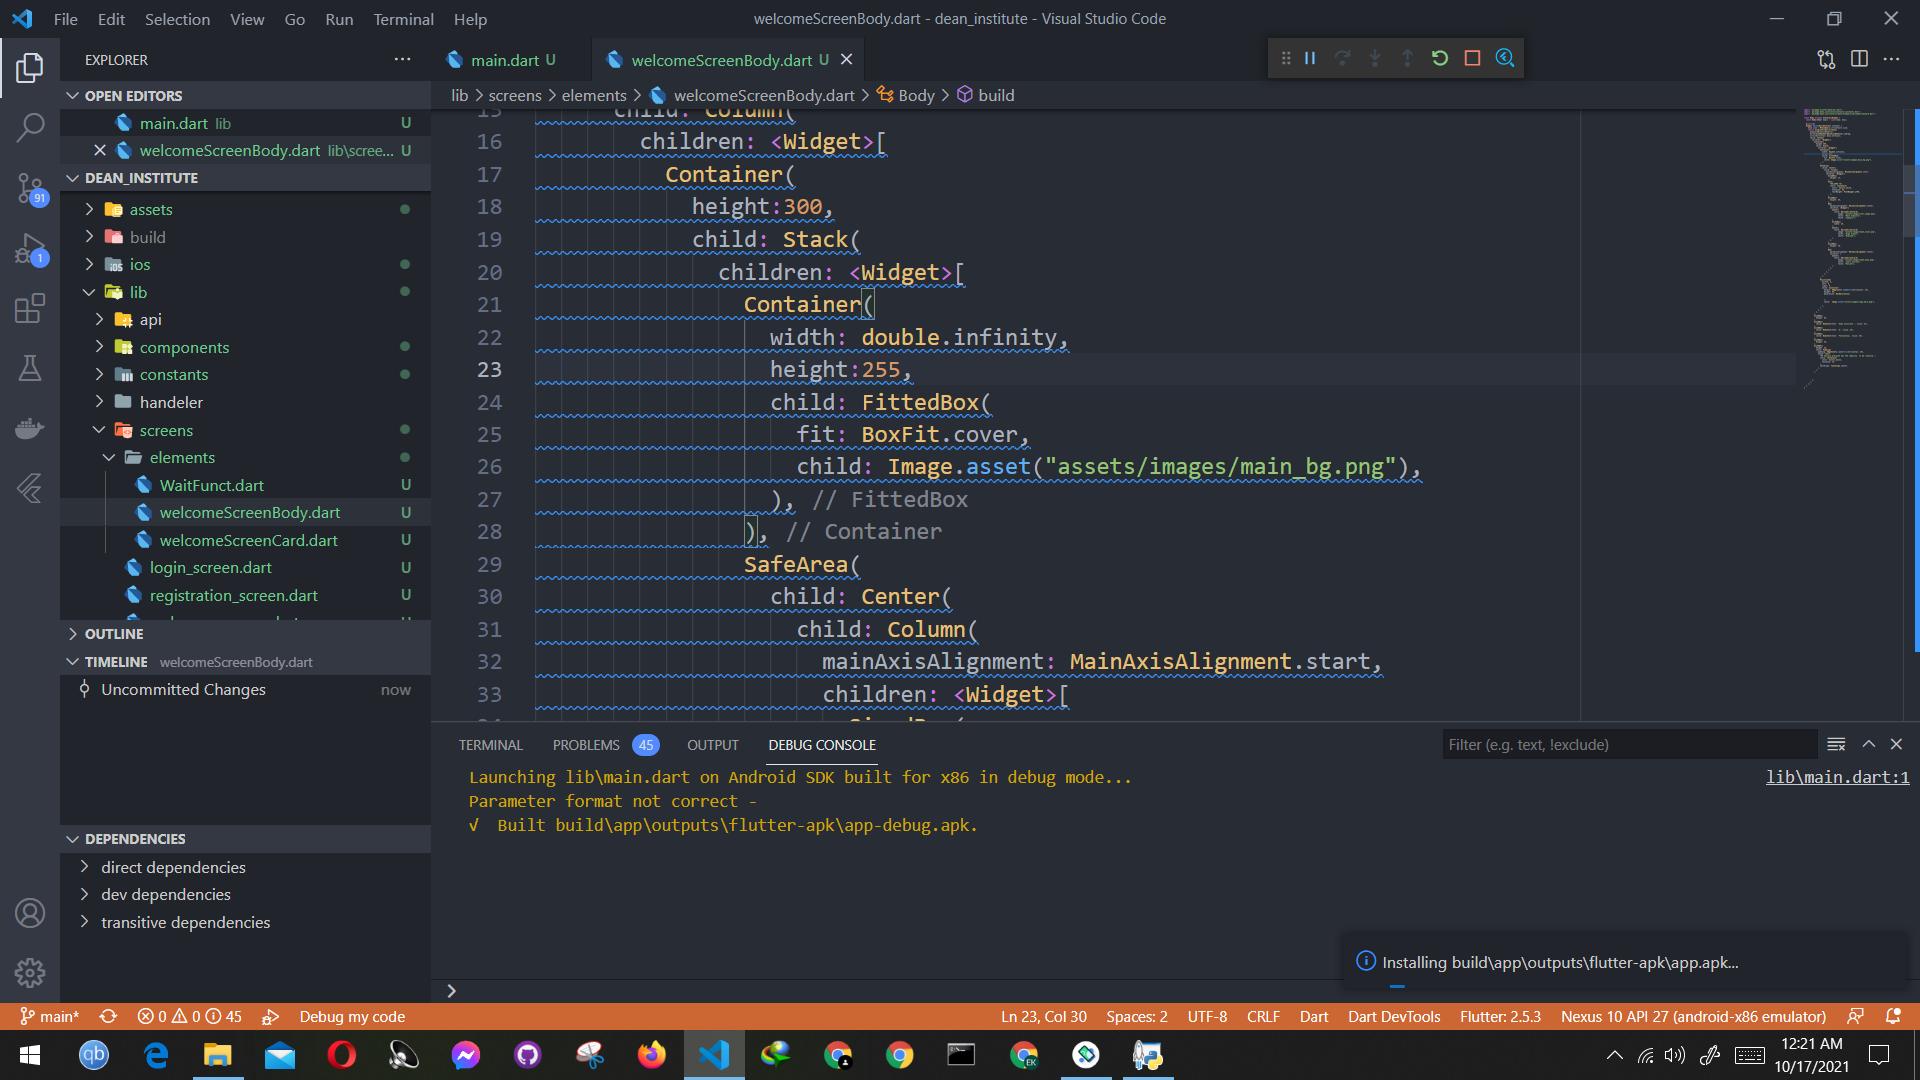 File Edit Selection View Go Run Terminal Help
welcomeScreenBody.dart - dean_institute - Visual Studio Code
EXPLORER
OPEN EDITORS
main.dart lib U
welcomeScreenBody.dart lib\scree... U
DEAN_INSTITUTE
assets
build
ios
lib
api
components
constants
handeler
screens
elements
WaitFunct.dart U
welcomeScreenBody.dart U
welcomeScreenCard.dart U
login_screen.dart U
registration_screen.dart U
OUTLINE
TIMELINE welcomeScreenBody.dart
Uncommitted Changes now
DEPENDENCIES
direct dependencies
dev dependencies
transitive dependencies
91
1
main.dart U
welcomeScreenBody.dart U
lib > screens > elements > welcomeScreenBody.dart > Body > build
15 child: Column(
16 children: <Widget>[
17 Container(
18 height:300,
19 child: Stack(
20 children: <Widget>[
21 Container(
22 width: double.infinity,
23 height:255,
24 child: FittedBox(
25 fit: BoxFit.cover,
26 child: Image.asset("assets/images/main_bg.png"),
27 ), // FittedBox
28 ), // Container
29 SafeArea(
30 child: Center(
31 child: Column(
32 mainAxisAlignment: MainAxisAlignment.start,
33 children: <Widget>[
TERMINAL PROBLEMS 45 OUTPUT DEBUG CONSOLE
Filter (e.g. text, !exclude)
Launching lib\main.dart on Android SDK built for x86 in debug mode...
lib\main.dart:1
Parameter format not correct -
√ Built build\app\outputs\flutter-apk\app-debug.apk.
Installing build\app\outputs\flutter-apk\app.apk...
main* 0 0 45 Debug my code
Ln 23, Col 30 Spaces: 2 UTF-8 CRLF Dart Dart DevTools Flutter: 2.5.3 Nexus 10 API 27 (android-x86 emulator)
qb
EK
12:21 AM
10/17/2021